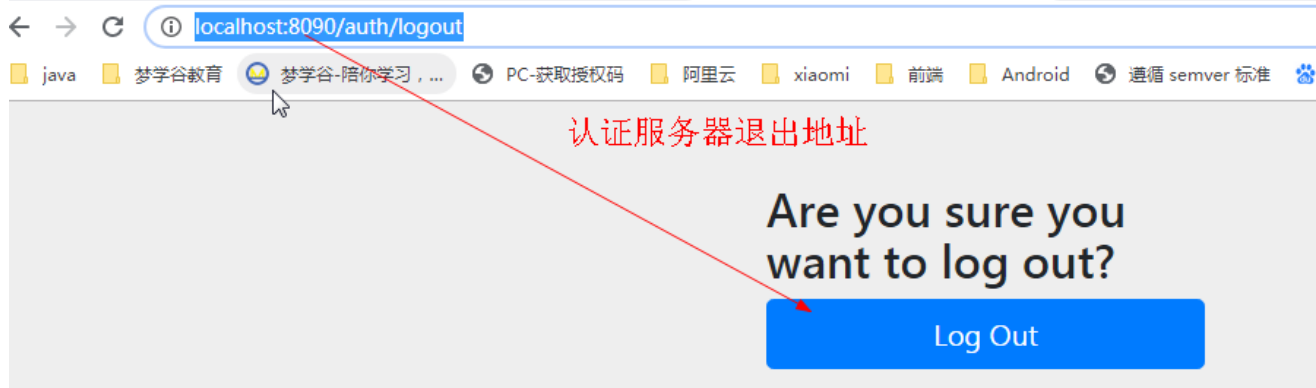 localhost:8090/auth/logout
java 梦学谷教育 梦学谷-陪你学习，... PC-获取授权码 阿里云 xiaomi 前端 Android 遵循 semver 标准
认证服务器退出地址
Are you sure you
want to log out?
Log Out